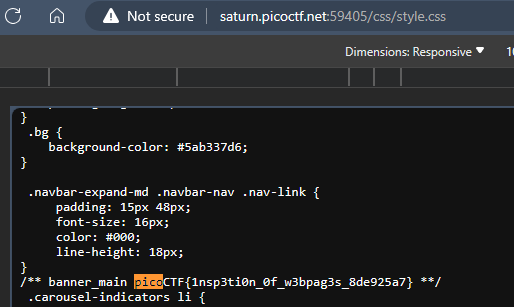 Not secure saturn.picoctf.net:59405/css/style.css
Dimensions: Responsive ▼
}
.bg {
background-color: #5ab337d6;
}
.navbar-expand-md .navbar-nav .nav-link {
padding: 15px 48px;
font-size: 16px;
color: #000;
line-height: 18px;
}
/** banner_main picoCTF{1nsp3ti0n_0f_w3bpag3s_8de925a7} **/
.carousel-indicators li {